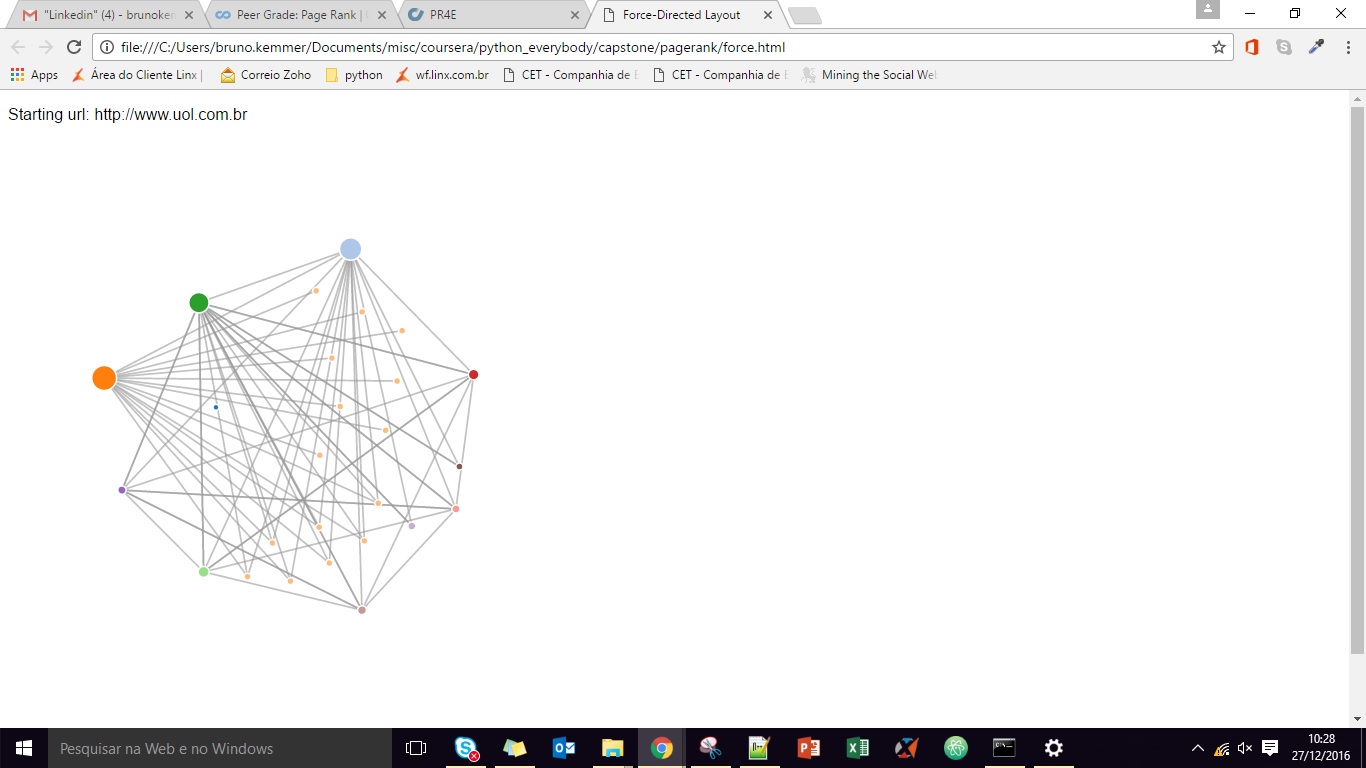 "Linkedin" (4) - brunoken
Peer Grade: Page Rank |
PR4E
Force-Directed Layout
file:///C:/Users/bruno.kemmer/Documents/misc/coursera/python_everybody/capstone/pagerank/force.html
Apps
Área do Cliente Linx |
Correio Zoho
python
wf.linx.com.br
CET - Companhia de
CET - Companhia de
Mining the Social We
Starting url: http://www.uol.com.br
Pesquisar na Web e no Windows
10:28
27/12/2016